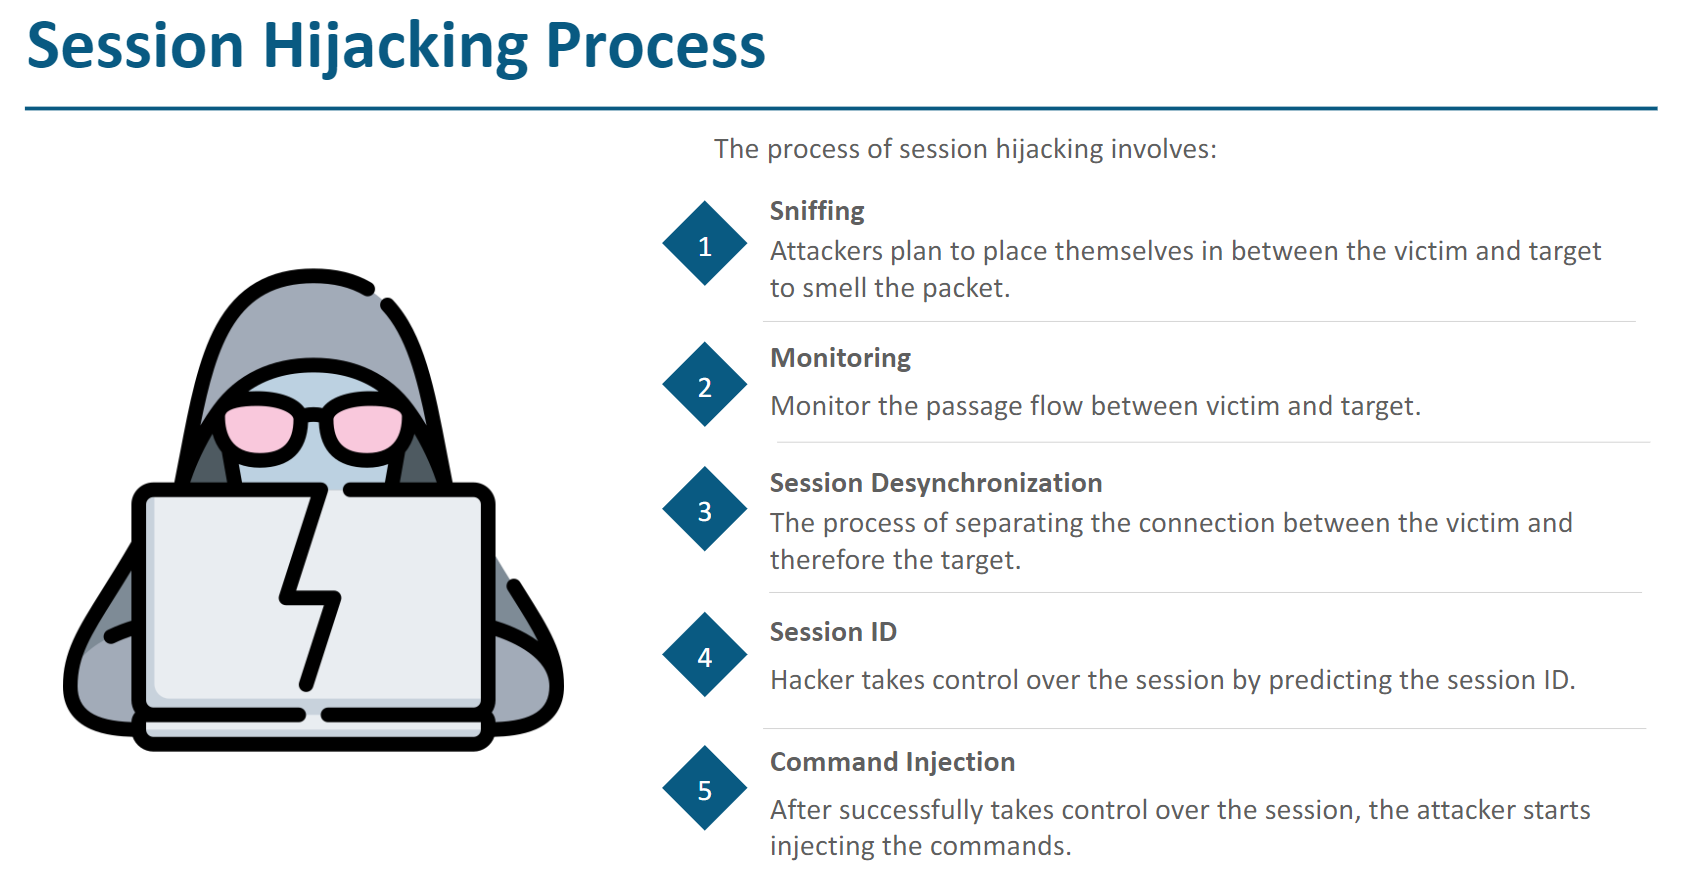 Session Hijacking Process
The process of session hijacking involves:
1
Sniffing
Attackers plan to place themselves in between the victim and target
to smell the packet.
2
Monitoring
Monitor the passage flow between victim and target.
3
Session Desynchronization
The process of separating the connection between the victim and
therefore the target.
4
Session ID
Hacker takes control over the session by predicting the session ID.
5
Command Injection
After successfully takes control over the session, the attacker starts
injecting the commands.